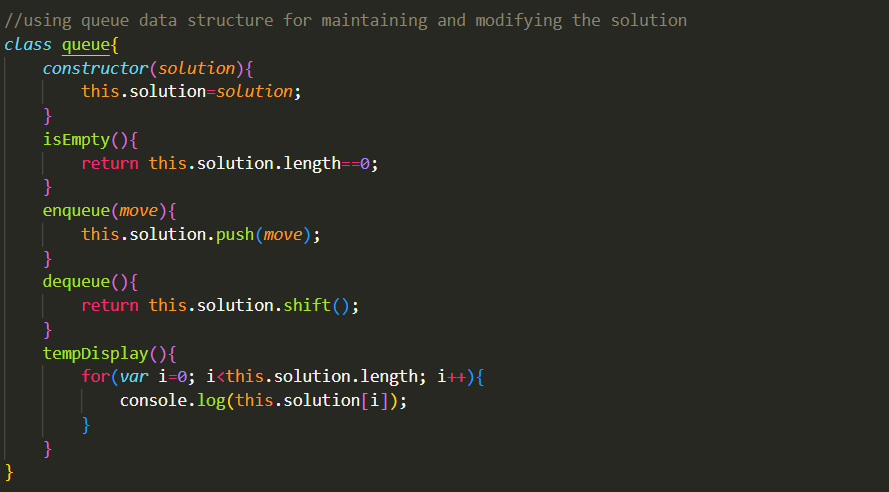 //using queue data structure for maintaining and modifying the solution
class queue{
    constructor(solution){
        this.solution=solution;
    }
    isEmpty(){
        return this.solution.length==0;
    }
    enqueue(move){
        this.solution.push(move);
    }
    dequeue(){
        return this.solution.shift();
    }
    tempDisplay(){
        for(var i=0; i<this.solution.length; i++){
            console.log(this.solution[i]);
        }
    }
}